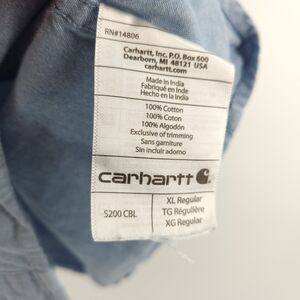 RN#14806
Carhartt, Inc. P.O. Box 600
Dearborn, MI 48121 USA
carhartt.com
Made in India
Fabriqué en Inde
Hecho en la India
100% Cotton
100% Coton
100% Algodón
Exclusive of trimming
Sans garniture
Sin incluir adorno
carhartt
S200 CBL
XL Regular
TG Régulière
XG Regular